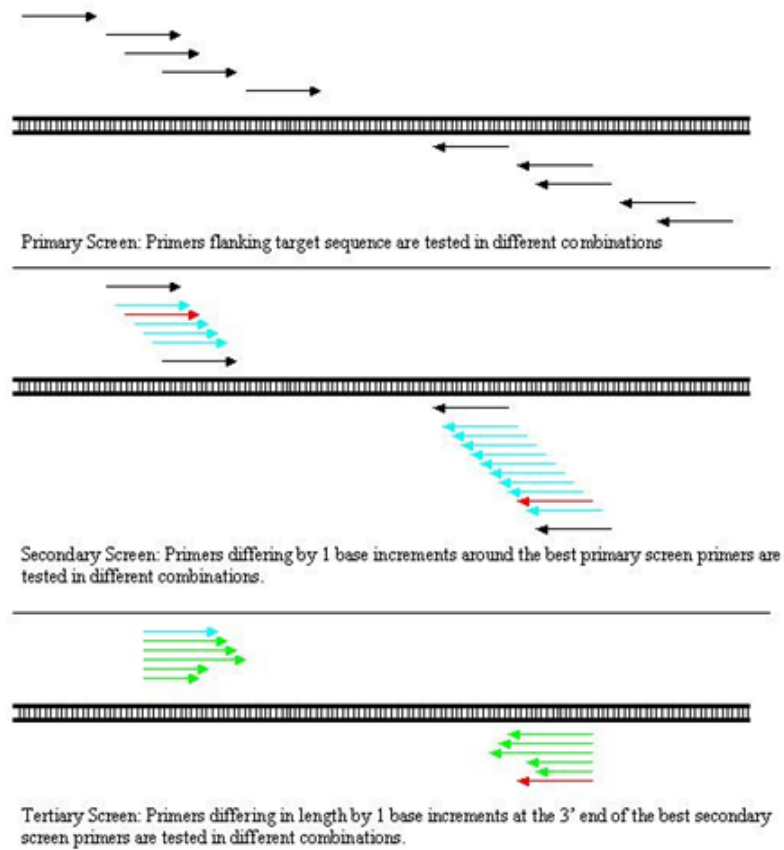 Primary Screen: Primers flanking target sequence are tested in different combinations
Secondary Screen: Primers differing by 1 base increments around the best primary screen primers are
tested in different combinations.
Tertiary Screen: Primers differing in length by 1 base increments at the 3' end of the best secondary
screen primers are tested in different combinations.